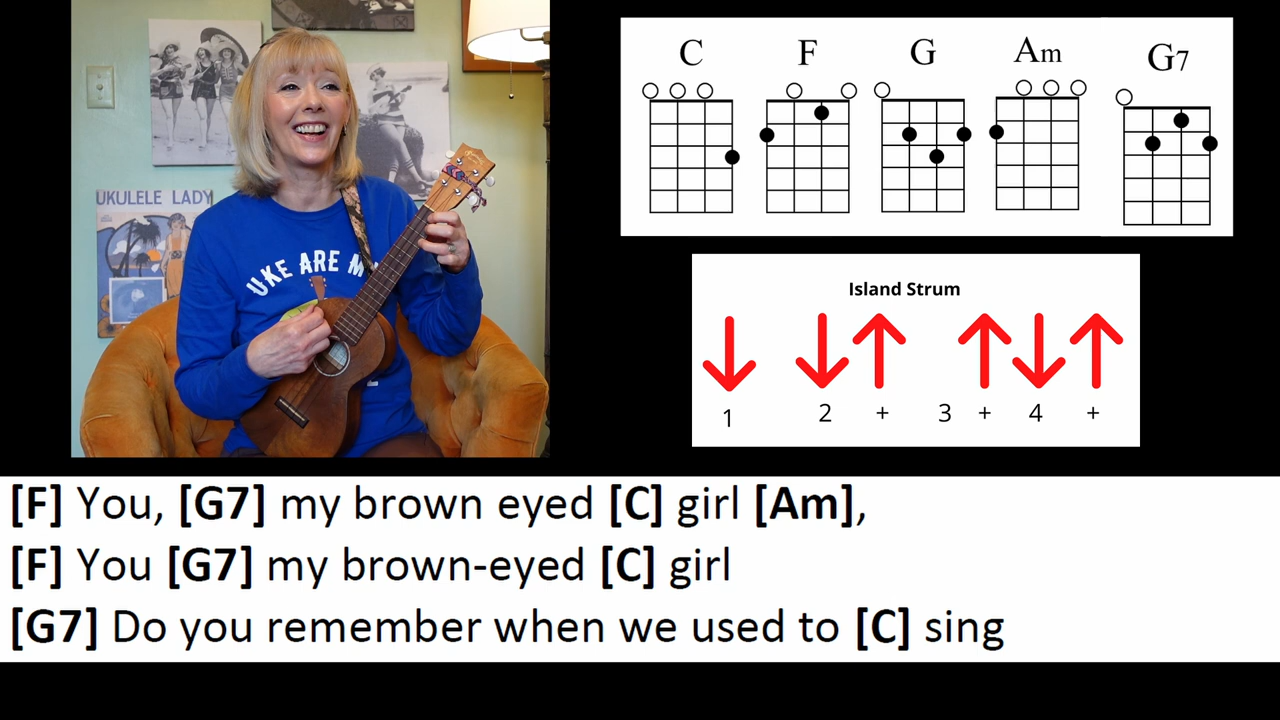 C F G Am G7
UKULELE LADY
UKE ARE
Island Strum
1 2 + 3 + 4 +
[F] You, [G7] my brown eyed [C] girl [Am],
[F] You [G7] my brown-eyed [C] girl
[G7] Do you remember when we used to [C] sing